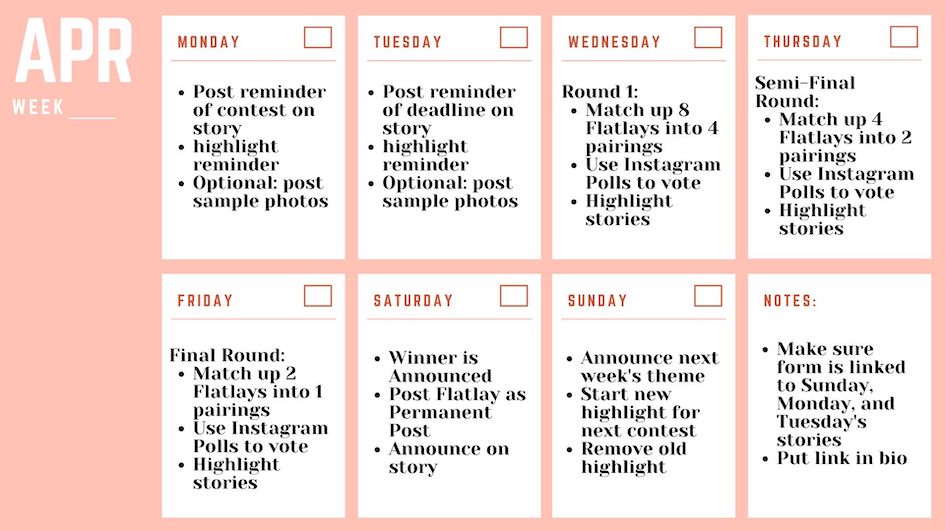 APR
WEEK_____
MONDAY
• Post reminder
of contest on
story
• highlight
reminder
• Optional: post
sample photos
TUESDAY
• Post reminder
of deadline on
story
• highlight
reminder
• Optional: post
sample photos
WEDNESDAY
Round 1:
• Match up 8
Flatlays into 4
pairings
• Use Instagram
Polls to vote
• Highlight
stories
THURSDAY
Semi-Final
Round:
• Match up 4
Flatlays into 2
pairings
• Use Instagram
Polls to vote
• Highlight
stories
FRIDAY
Final Round:
• Match up 2
Flatlays into 1
pairings
• Use Instagram
Polls to vote
• Highlight
stories
SATURDAY
• Winner is
Announced
• Post Flatlay as
Permanent
Post
• Announce on
story
SUNDAY
• Announce next
week's theme
• Start new
highlight for
next contest
• Remove old
highlight
NOTES:
• Make sure
form is linked
to Sunday,
Monday, and
Tuesday's
stories
• Put link in bio